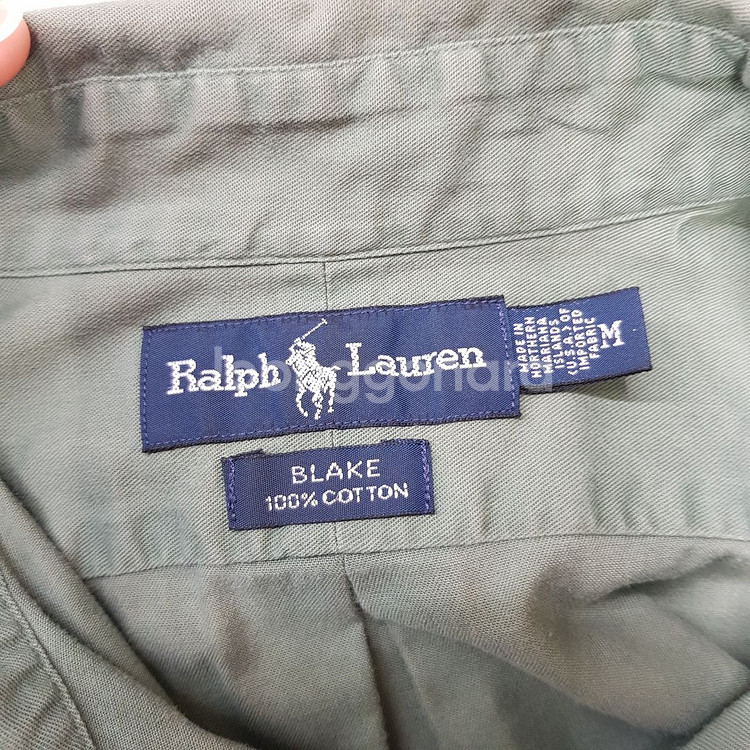 Ralph Lauren
MADE IN
NORTHERN
MARIANA
ISLANDS
(U.S.A.) OF
IMPORTED
FABRIC
M
BLAKE
100% COTTON